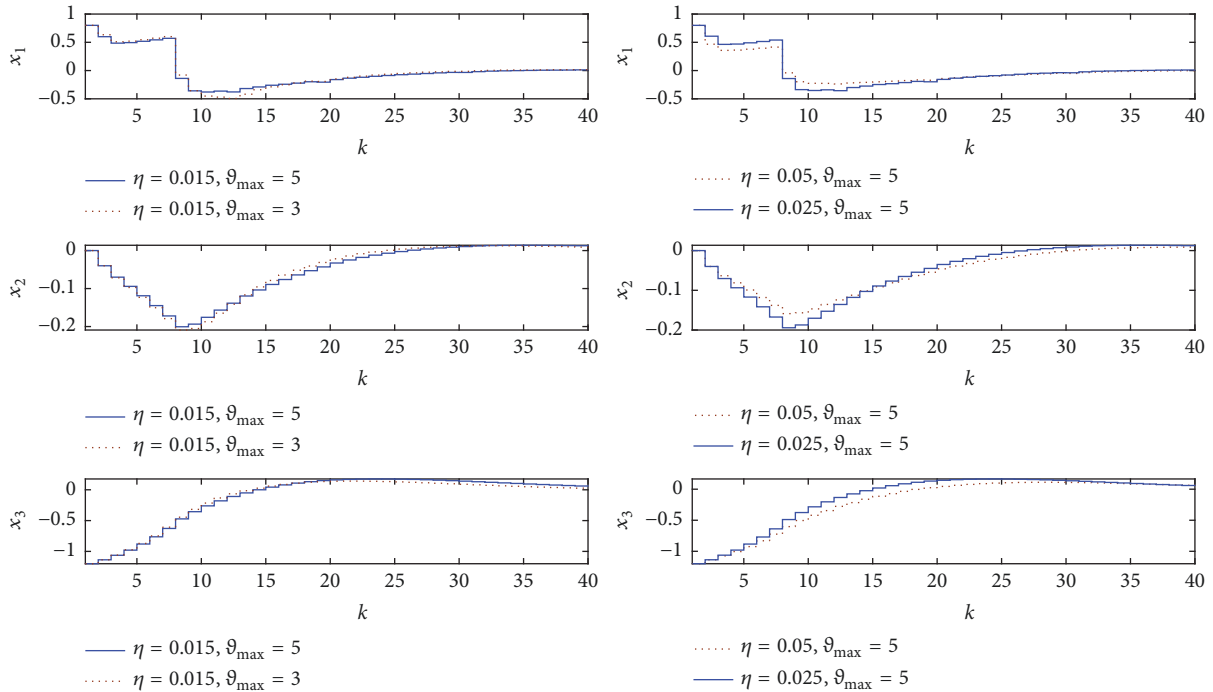 1
0.5
0
−0.5
x1
5 10 15 20 25 30 35 40
k
η = 0.015, ϑmax = 5
η = 0.015, ϑmax = 3
0
−0.1
−0.2
x2
5 10 15 20 25 30 35 40
k
η = 0.015, ϑmax = 5
η = 0.015, ϑmax = 3
0
−0.5
−1
x3
5 10 15 20 25 30 35 40
k
η = 0.015, ϑmax = 5
η = 0.015, ϑmax = 3
1
0.5
0
−0.5
x1
5 10 15 20 25 30 35 40
k
η = 0.05, ϑmax = 5
η = 0.025, ϑmax = 5
0
−0.1
−0.2
x2
5 10 15 20 25 30 35 40
k
η = 0.05, ϑmax = 5
η = 0.025, ϑmax = 5
0
−0.5
−1
x3
5 10 15 20 25 30 35 40
k
η = 0.05, ϑmax = 5
η = 0.025, ϑmax = 5